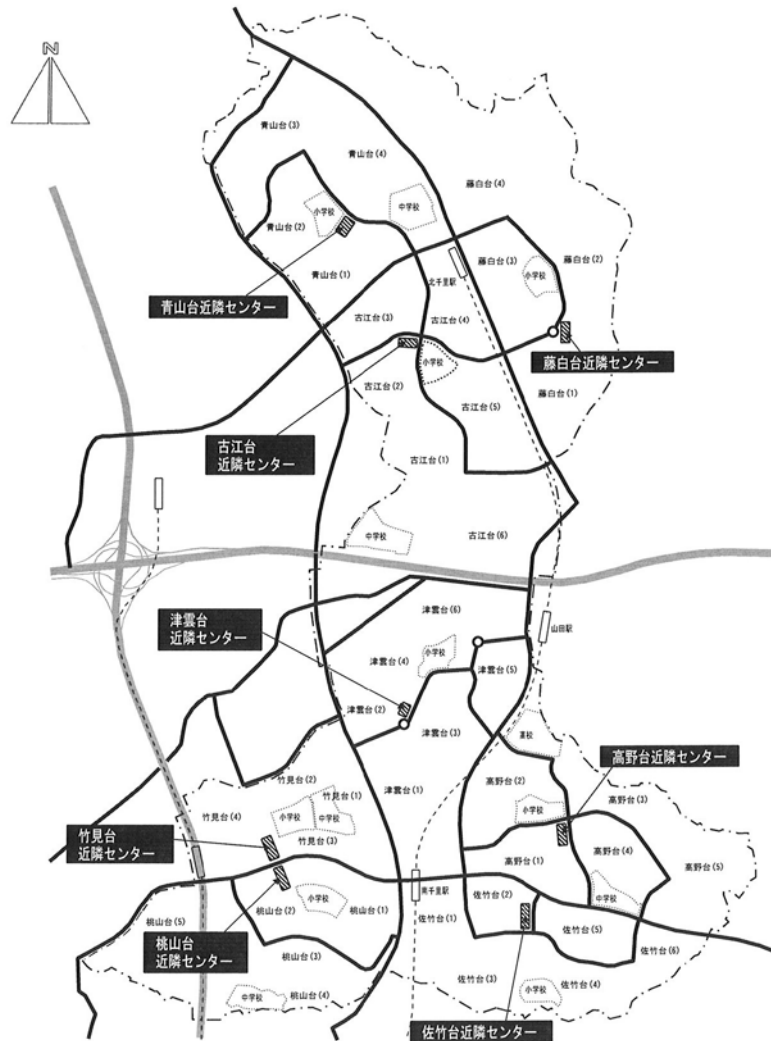 N
青山台(3)
青山台(4)
藤白台(4)
小学校
中学校
青山台(2)
藤白台(3)
藤白台(2)
青山台(1)
北千里駅
小学校
青山台近隣センター
古江台(3)
古江台(4)
藤白台近隣センター
小学校
古江台(2)
古江台(5)
藤白台(1)
古江台
近隣センター
古江台(1)
中学校
古江台(6)
津雲台
近隣センター
津雲台(6)
山田駅
小学校
津雲台(4)
津雲台(5)
津雲台(2)
津雲台(3)
高校
高野台近隣センター
竹見台(2)
高野台(2)
竹見台(1)
津雲台(1)
高野台(3)
竹見台(4)
小学校
中学校
小学校
竹見台
近隣センター
竹見台(3)
高野台(4)
高野台(1)
高野台(5)
南千里駅
佐竹台(2)
小学校
中学校
桃山台(5)
桃山台(2)
桃山台(1)
佐竹台(1)
佐竹台(5)
桃山台
近隣センター
桃山台(3)
佐竹台(6)
佐竹台(3)
佐竹台(4)
中学校
桃山台(4)
小学校
佐竹台近隣センター